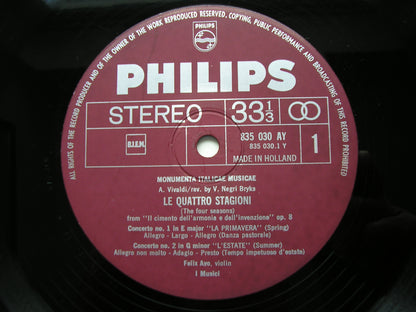 ALL RIGHTS OF THE RECORD PRODUCER AND OF THE OWNER OF THE WORK REPRODUCED RESERVED. COPYING, PUBLIC PERFORMANCE AND BROADCASTING OF THIS RECORD PROHIBITED
PHILIPS
PHILIPS
STEREO 33 1/3
B.I.E.M. 835 030 AY 1
835 030.1 Y
MADE IN HOLLAND
MONUMENTA ITALICAE MUSICAE
A. Vivaldi/rev. by V. Negri Bryks
LE QUATTRO STAGIONI
(The four seasons)
from "Il cimento dell'armonia e dell'invenzione" op. 8
Concerto no. 1 in E major "LA PRIMAVERA" (Spring)
Allegro - Largo - Allegro (Danza pastorale)
Concerto no. 2 in G minor "L'ESTATE" (Summer)
Allegro non molto - Adagio - Presto (Tempo impetuoso d'estate)
Felix Ayo, violin
I Musici